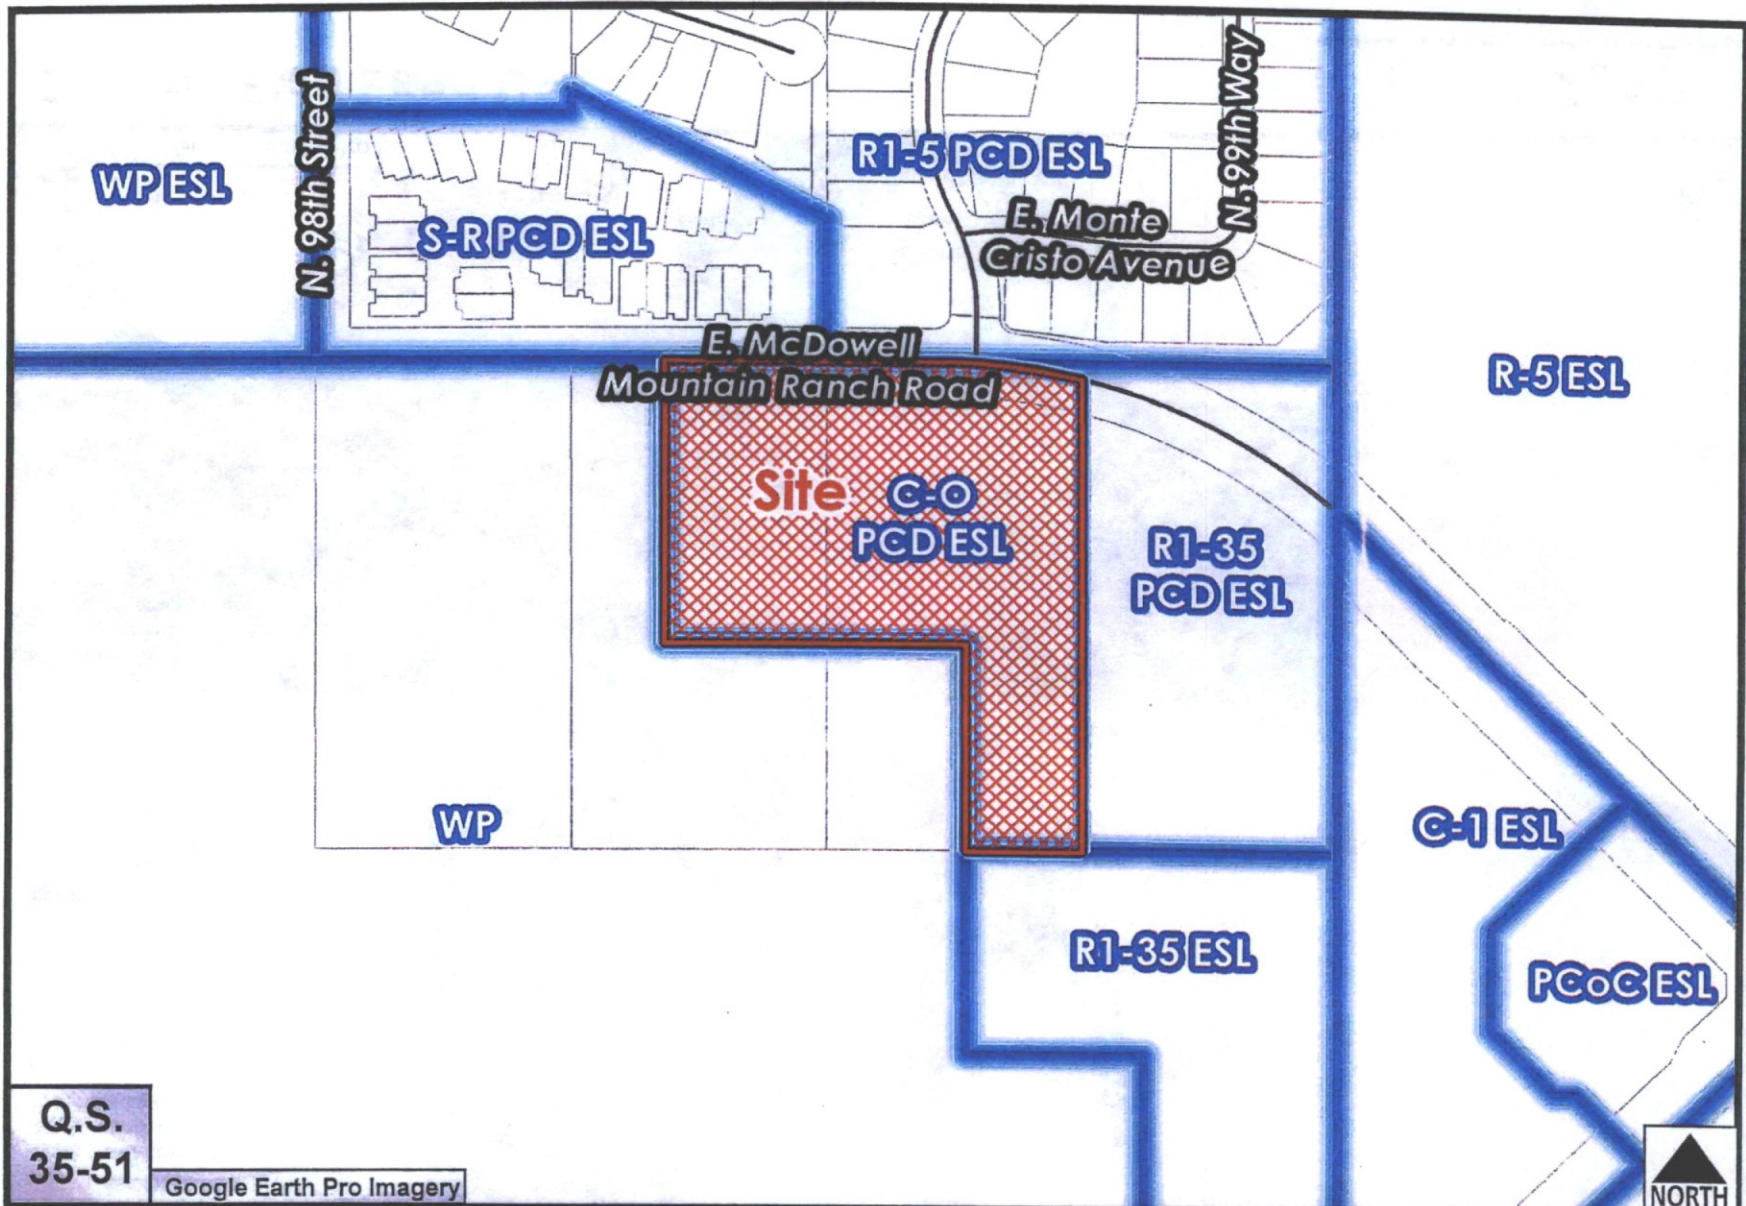 N. 98th Street
N. 99th Way
WP ESL
R1-5 PCD ESL
S-R PCD ESL
E. Monte
Cristo Avenue
E. McDowell
Mountain Ranch Road
R-5 ESL
Site
C-O
PCD ESL
R1-35
PCD ESL
WP
C-1 ESL
R1-35 ESL
PCoC ESL
Q.S.
35-51
Google Earth Pro Imagery
NORTH